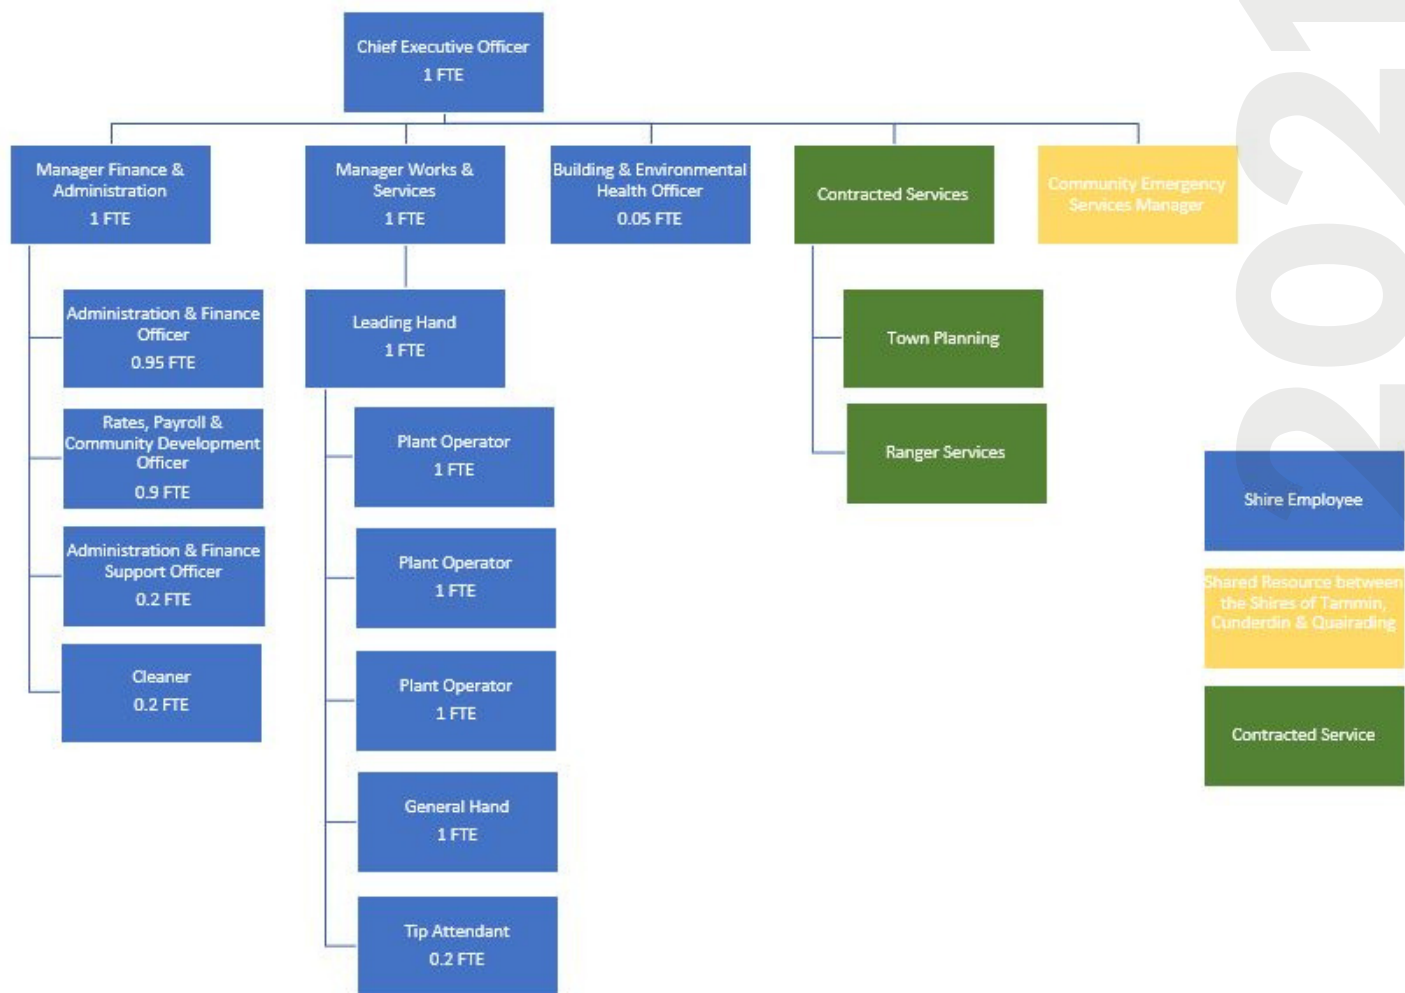 Chief Executive Officer
1 FTE
Manager Finance &
Administration
1 FTE
Manager Works &
Services
1 FTE
Building & Environmental
Health Officer
0.05 FTE
Contracted Services
Community Emergency
Services Manager
Administration & Finance
Officer
0.95 FTE
Rates, Payroll &
Community Development
Officer
0.9 FTE
Administration & Finance
Support Officer
0.2 FTE
Cleaner
0.2 FTE
Leading Hand
1 FTE
Plant Operator
1 FTE
Plant Operator
1 FTE
Plant Operator
1 FTE
General Hand
1 FTE
Tip Attendant
0.2 FTE
Town Planning
Ranger Services
Shire Employee
Shared Resource between
the Shires of Tammin,
Cunderdin & Quairading
Contracted Service
2021